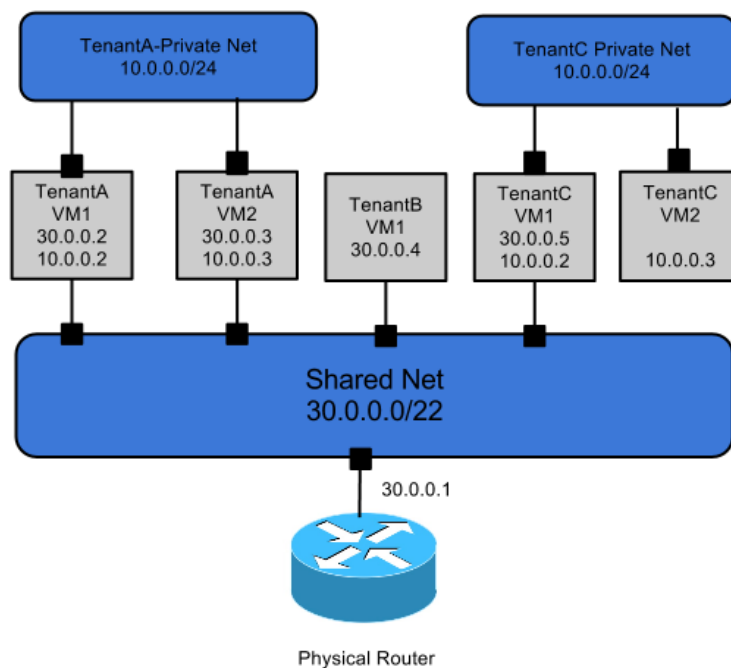 TenantA-Private Net
10.0.0.0/24
TenantC Private Net
10.0.0.0/24
TenantA
VM1
30.0.0.2
10.0.0.2
TenantA
VM2
30.0.0.3
10.0.0.3
TenantB
VM1
30.0.0.4
TenantC
VM1
30.0.0.5
10.0.0.2
TenantC
VM2
10.0.0.3
Shared Net
30.0.0.0/22
30.0.0.1
Physical Router